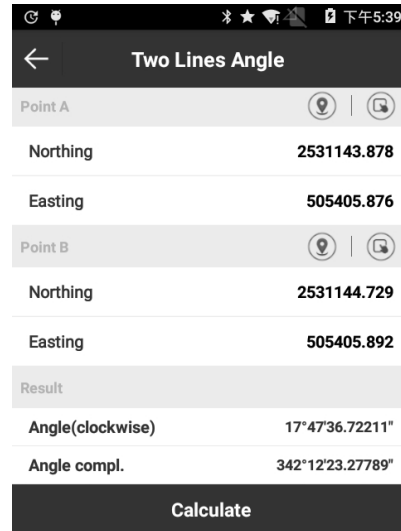 下午5:39
Two Lines Angle
Point A
Northing 2531143.878
Easting 505405.876
Point B
Northing 2531144.729
Easting 505405.892
Result
Angle(clockwise) 17°47'36.72211"
Angle compl. 342°12'23.27789"
Calculate